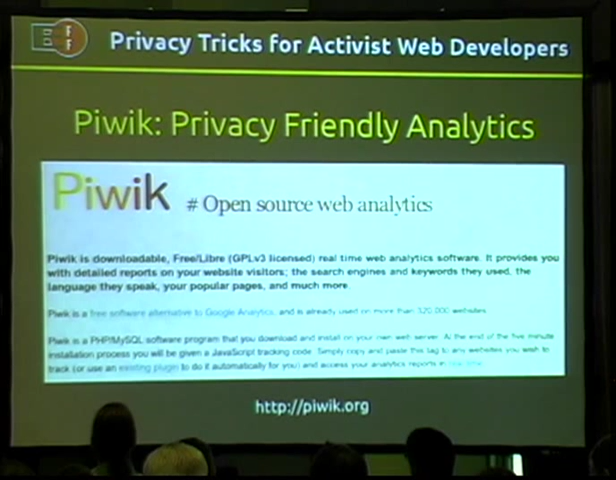 EFF
Privacy Tricks for Activist Web Developers
Piwik: Privacy Friendly Analytics
Piwik # Open source web analytics
Piwik is downloadable, Free/Libre (GPLv3 licensed) real time web analytics software. It provides you
with detailed reports on your website visitors; the search engines and keywords they used, the
language they speak, your popular pages, and much more.
Piwik is a free software alternative to Google Analytics, and is already used on more than 320,000 websites.
Piwik is a PHP/MySQL software program that you download and install on your own web server. At the end of the five minute
installation process you will be given a JavaScript tracking code. Simply copy and paste this tag to any websites you wish to
track (or use an existing plugin to do it automatically for you) and access your analytics reports in real time.
http://piwik.org